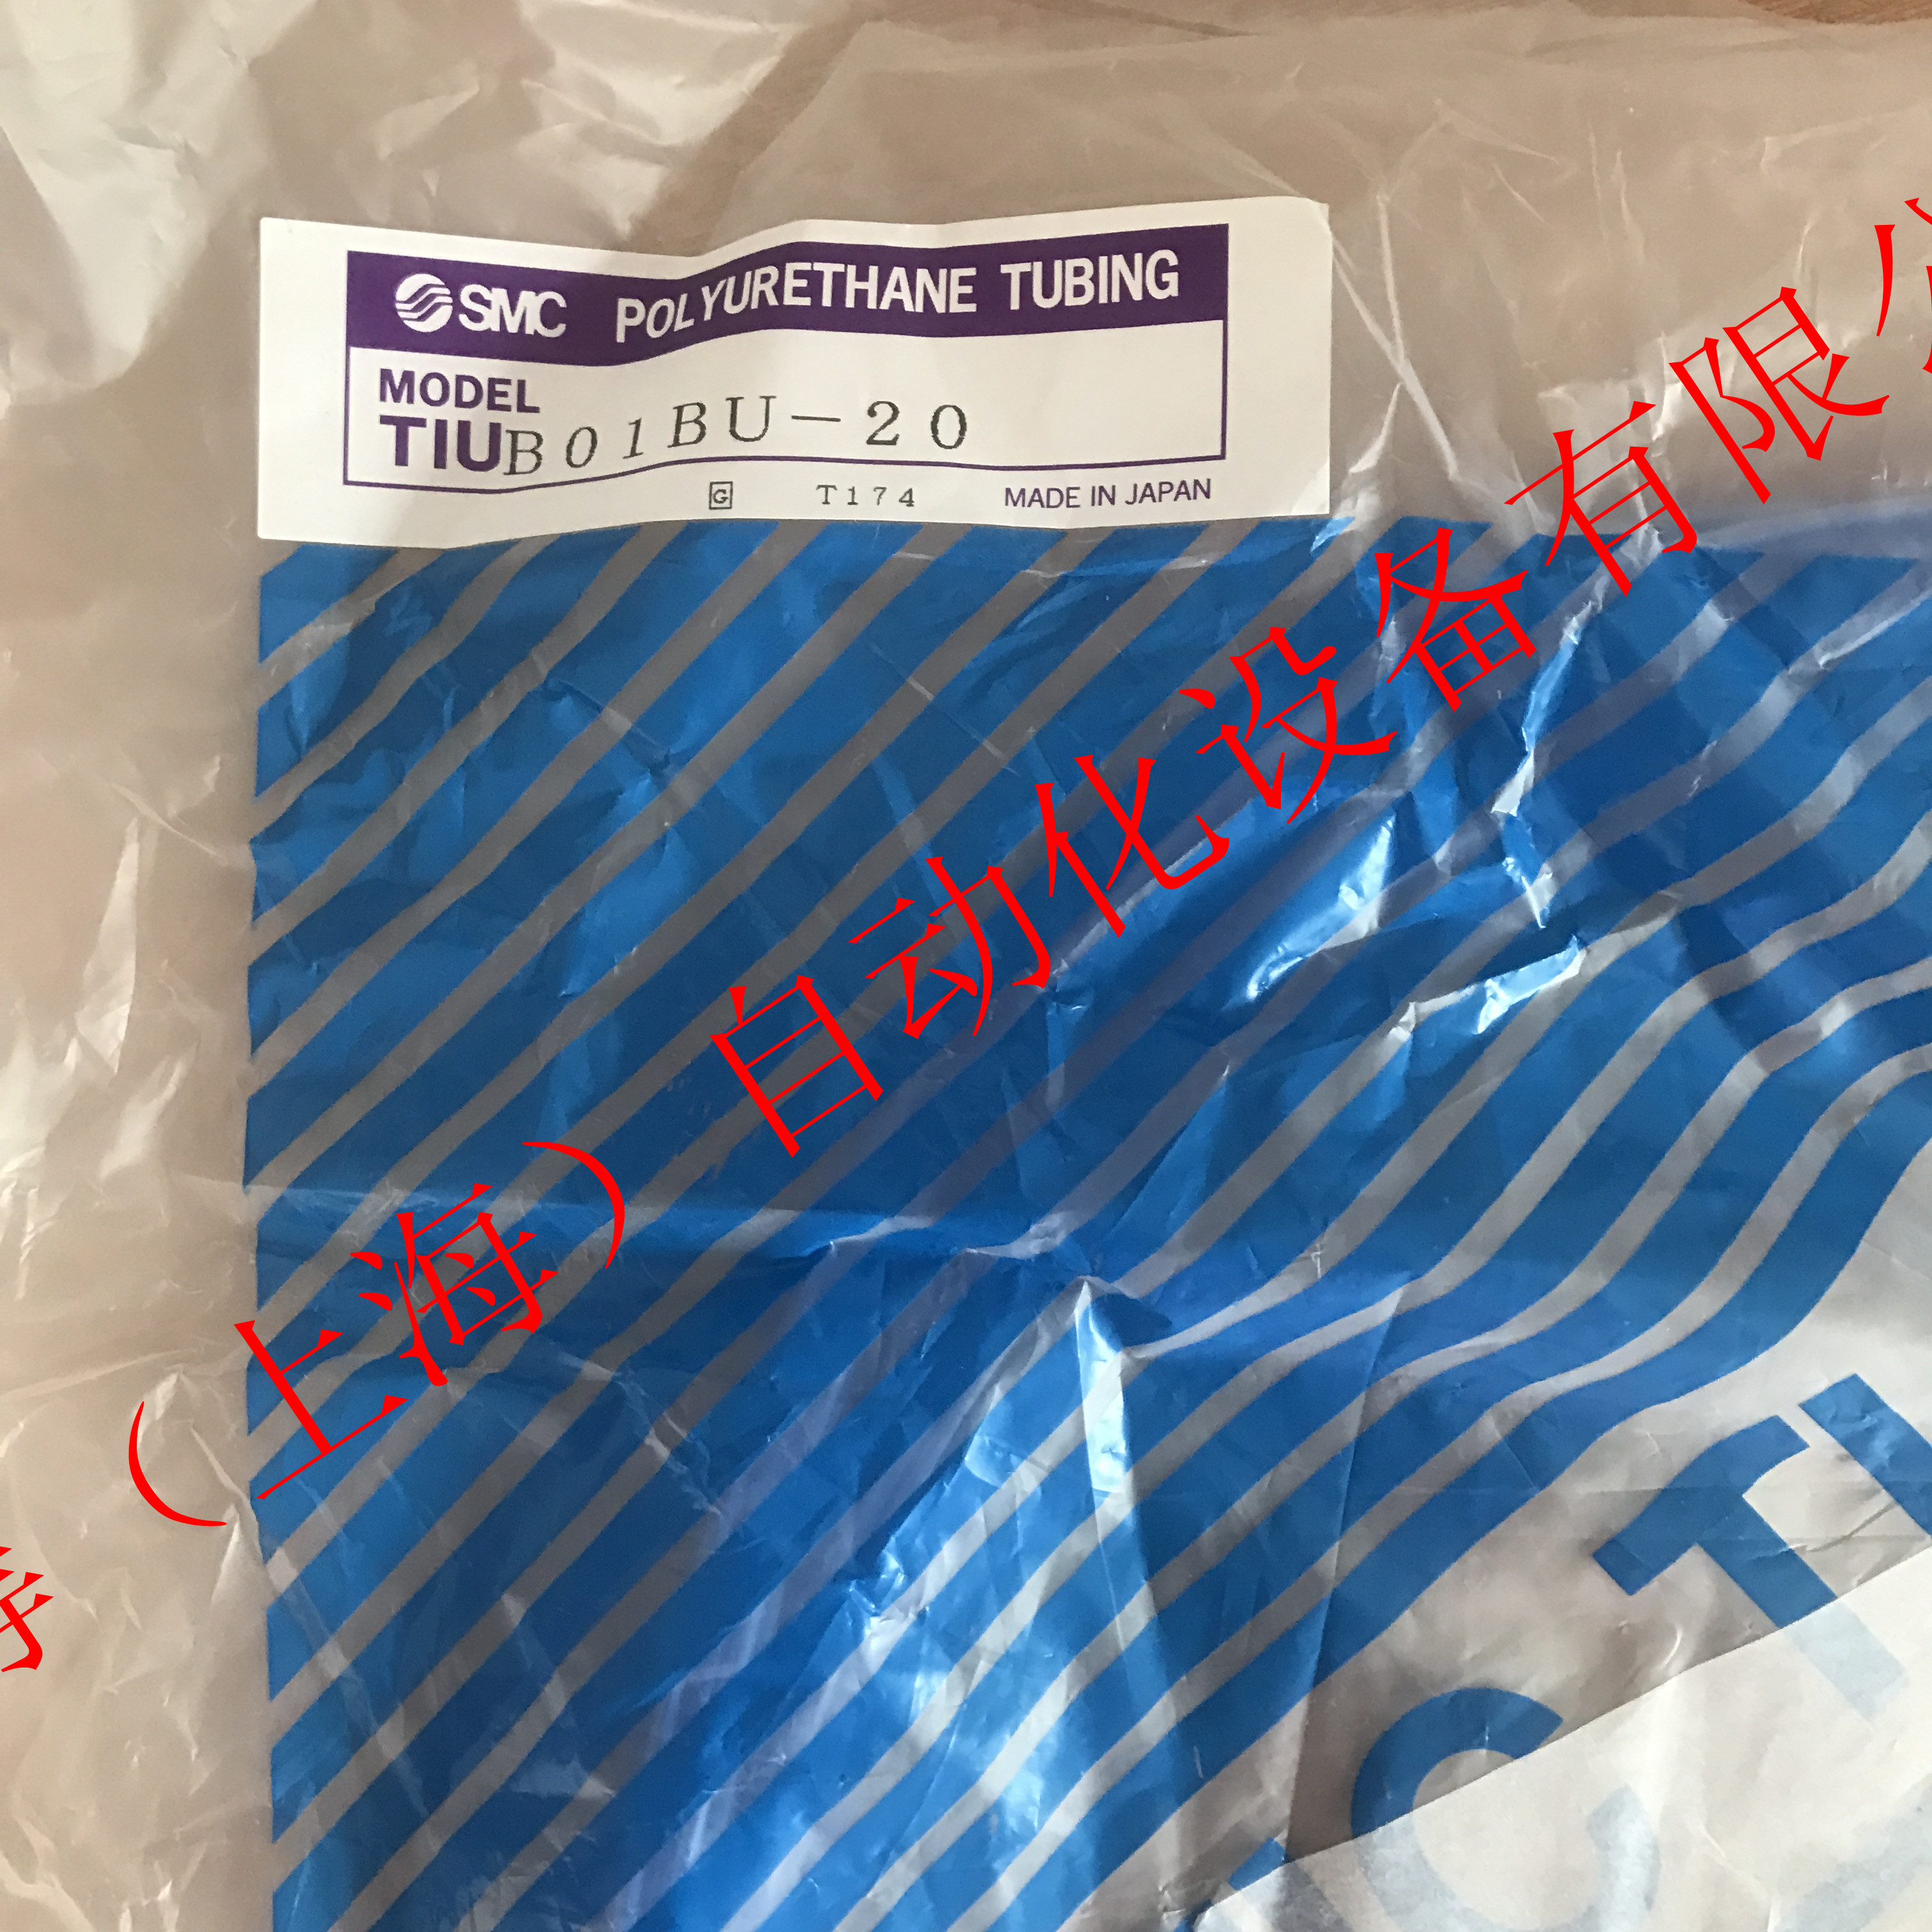 SMC POLYURETHANE TUBING
MODEL
TIUB01BU-20
G T174 MADE IN JAPAN
（上海）自动化设备有限公